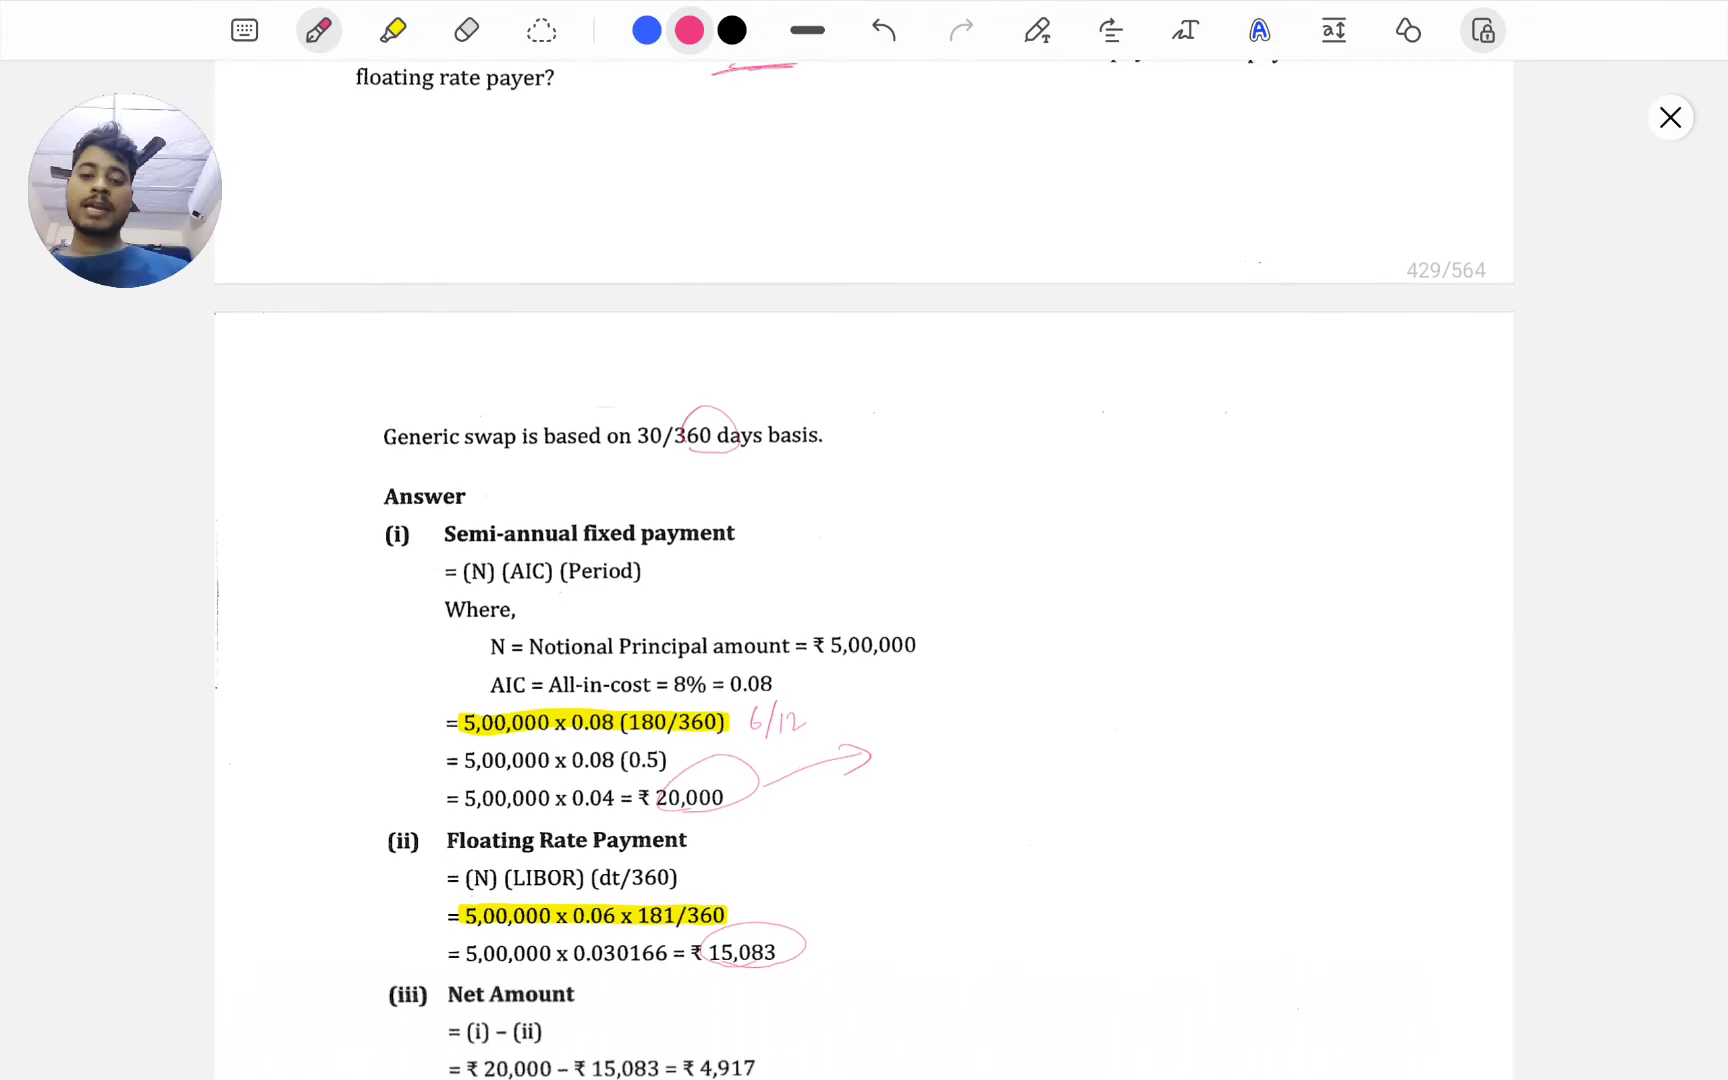 floating rate payer?
429/564
Generic swap is based on 30/360 days basis.
Answer
(i) Semi-annual fixed payment
= (N) (AIC) (Period)
Where,
N = Notional Principal amount = ₹ 5,00,000
AIC = All-in-cost = 8% = 0.08
= 5,00,000 x 0.08 (180/360) 6/12
= 5,00,000 x 0.08 (0.5)
= 5,00,000 x 0.04 = ₹ 20,000
(ii) Floating Rate Payment
= (N) (LIBOR) (dt/360)
= 5,00,000 x 0.06 x 181/360
= 5,00,000 x 0.030166 = ₹ 15,083
(iii) Net Amount
= (i) – (ii)
= ₹ 20,000 – ₹ 15,083 = ₹ 4,917